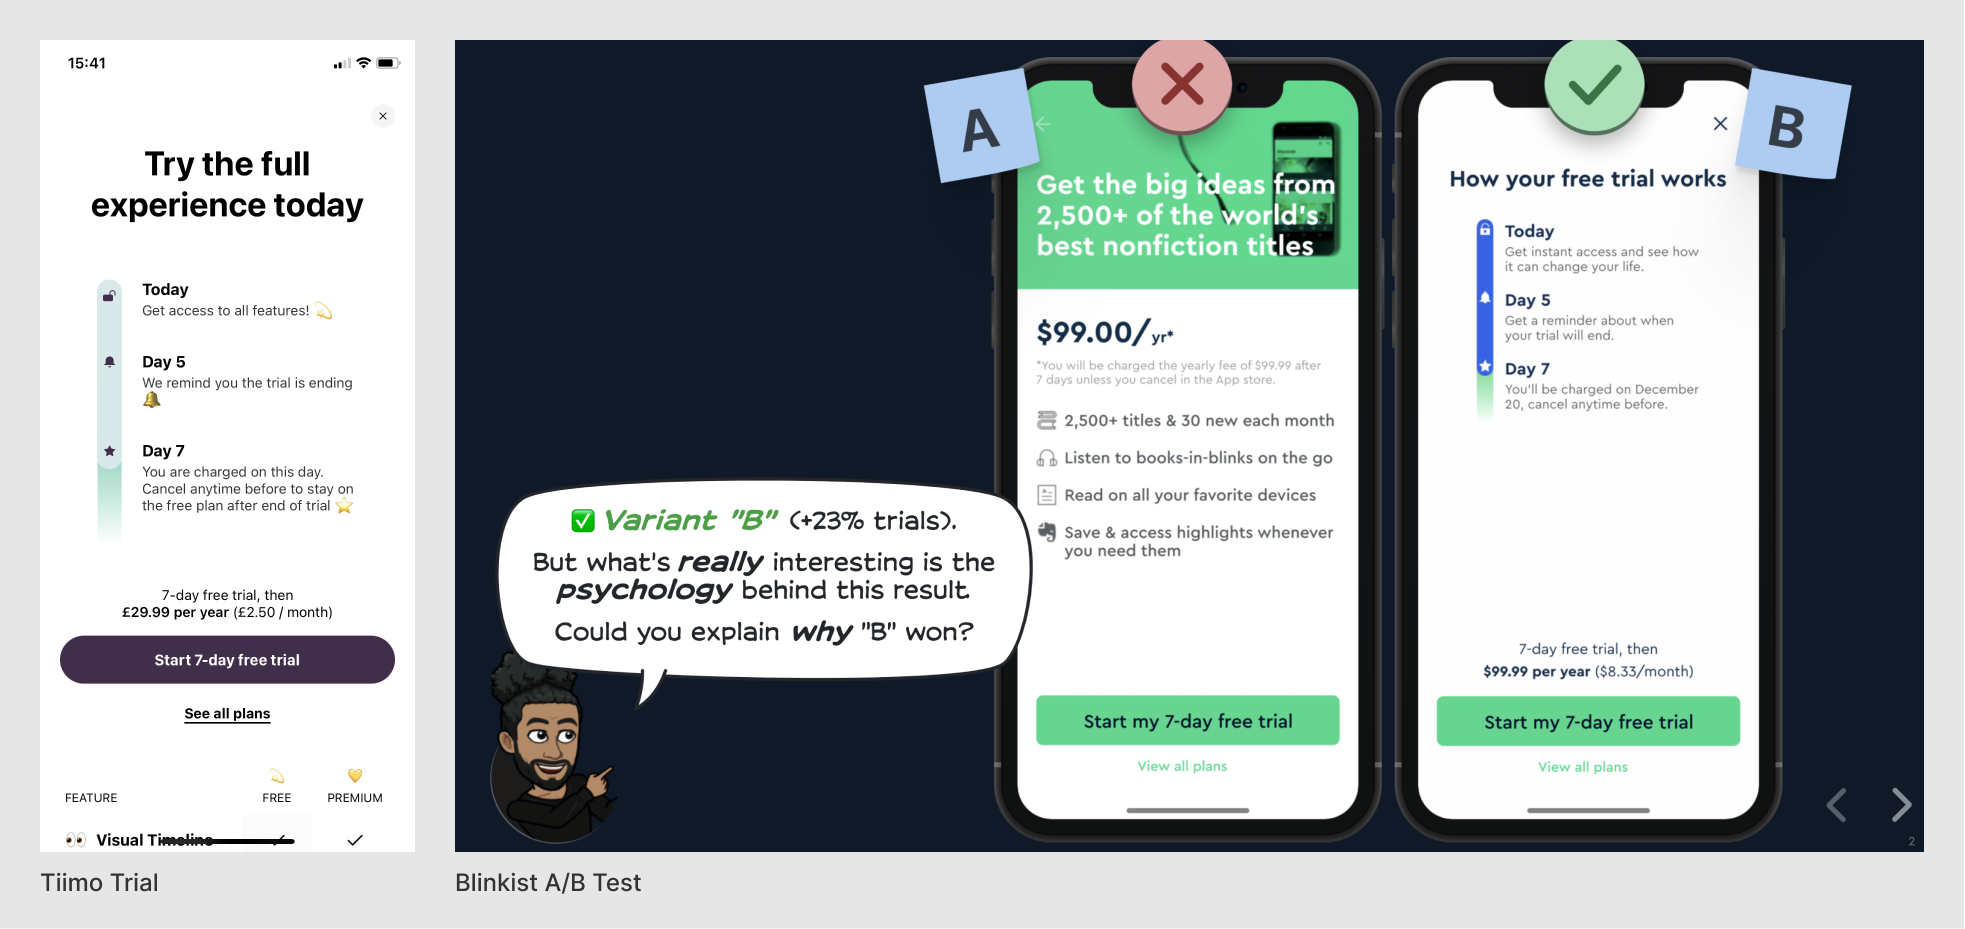 15:41
Try the full
experience today
Today
Get access to all features! 💫
Day 5
We remind you the trial is ending
🔔
Day 7
You are charged on this day.
Cancel anytime before to stay on
the free plan after end of trial ⭐
7-day free trial, then
£29.99 per year (£2.50 / month)
Start 7-day free trial
See all plans
FEATURE FREE PREMIUM
👀 Visual Timeline
Tiimo Trial
✅ Variant "B" (+23% trials).
But what's really interesting is the
psychology behind this result.
Could you explain why "B" won?
A
Get the big ideas from
2,500+ of the world's
best nonfiction titles
$99.00/yr*
*You will be charged the yearly fee of $99.99 after
7 days unless you cancel in the App store.
2,500+ titles & 30 new each month
Listen to books-in-blinks on the go
Read on all your favorite devices
Save & access highlights whenever
you need them
Start my 7-day free trial
View all plans
B
How your free trial works
Today
Get instant access and see how
it can change your life.
Day 5
Get a reminder about when
your trial will end.
Day 7
You'll be charged on December
20, cancel anytime before.
7-day free trial, then
$99.99 per year ($8.33/month)
Start my 7-day free trial
View all plans
2
Blinkist A/B Test